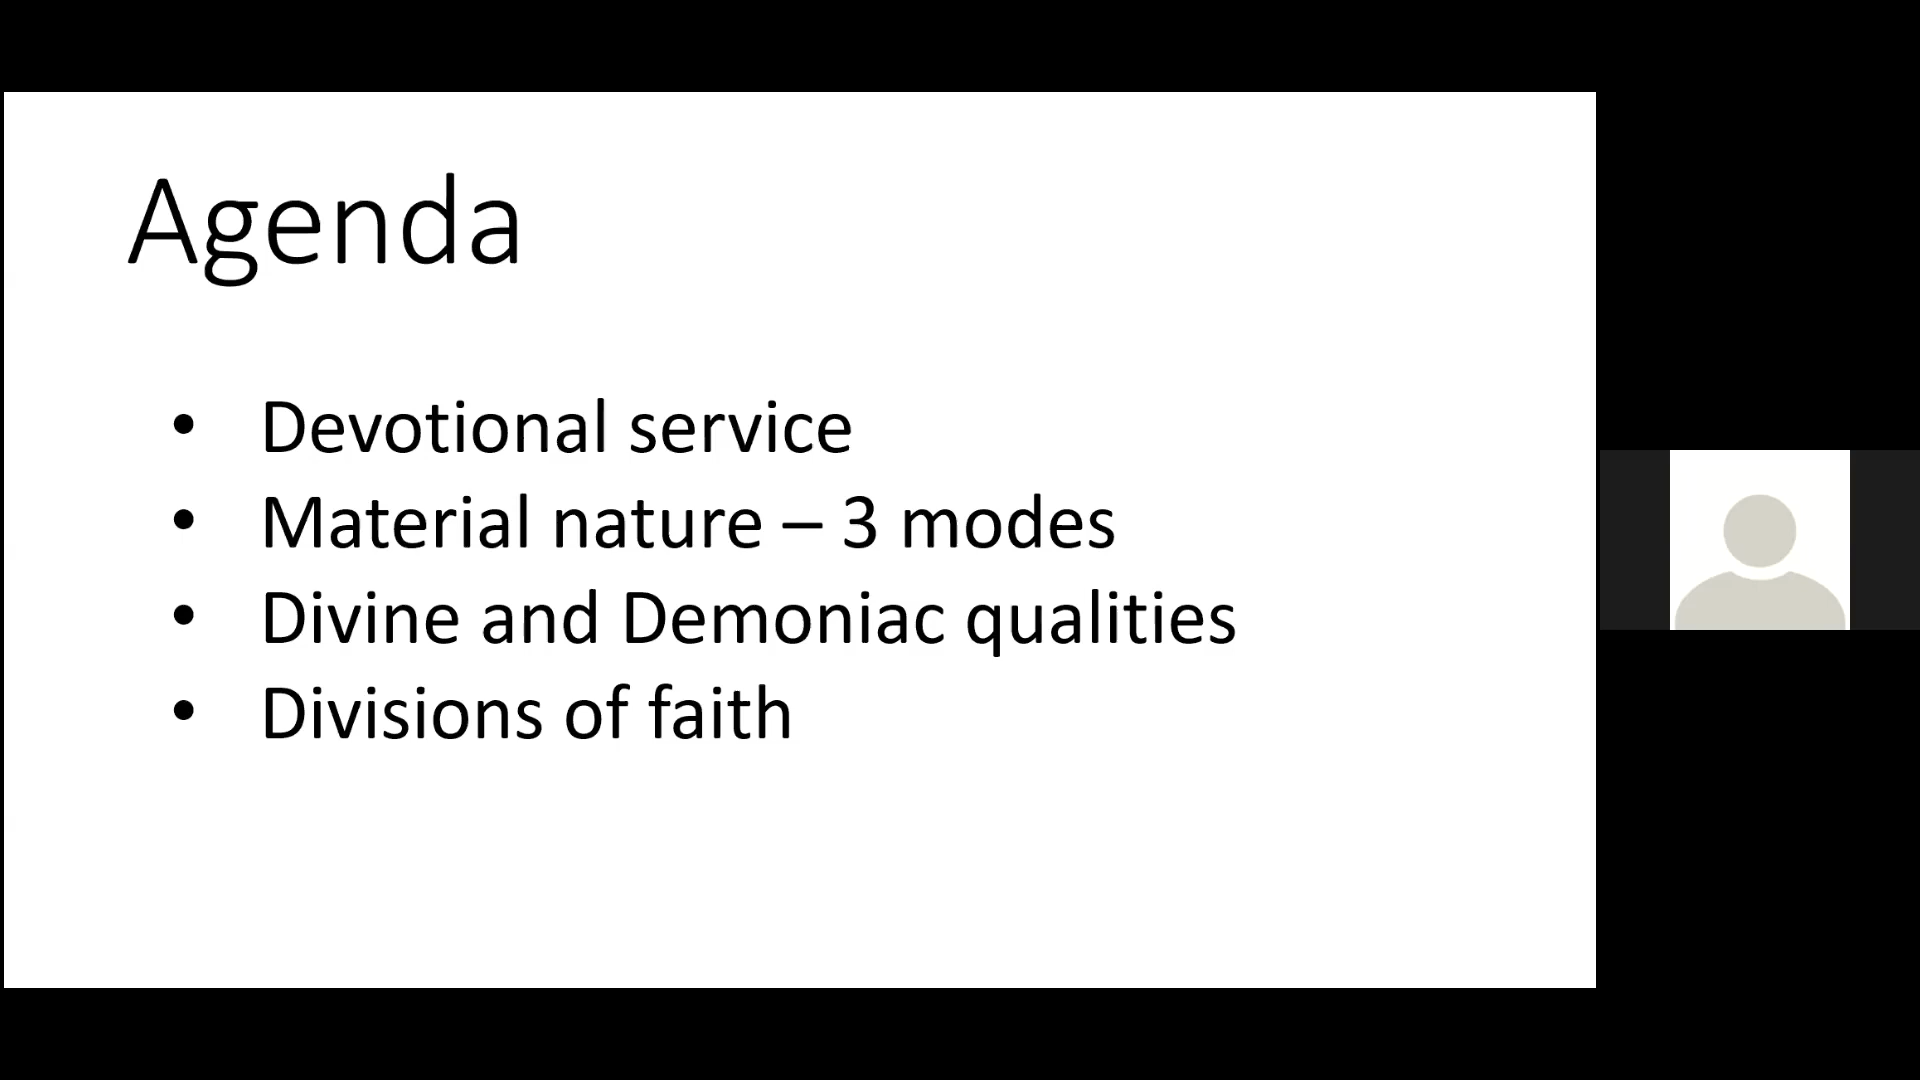 Agenda
• Devotional service
• Material nature – 3 modes
• Divine and Demoniac qualities
• Divisions of faith